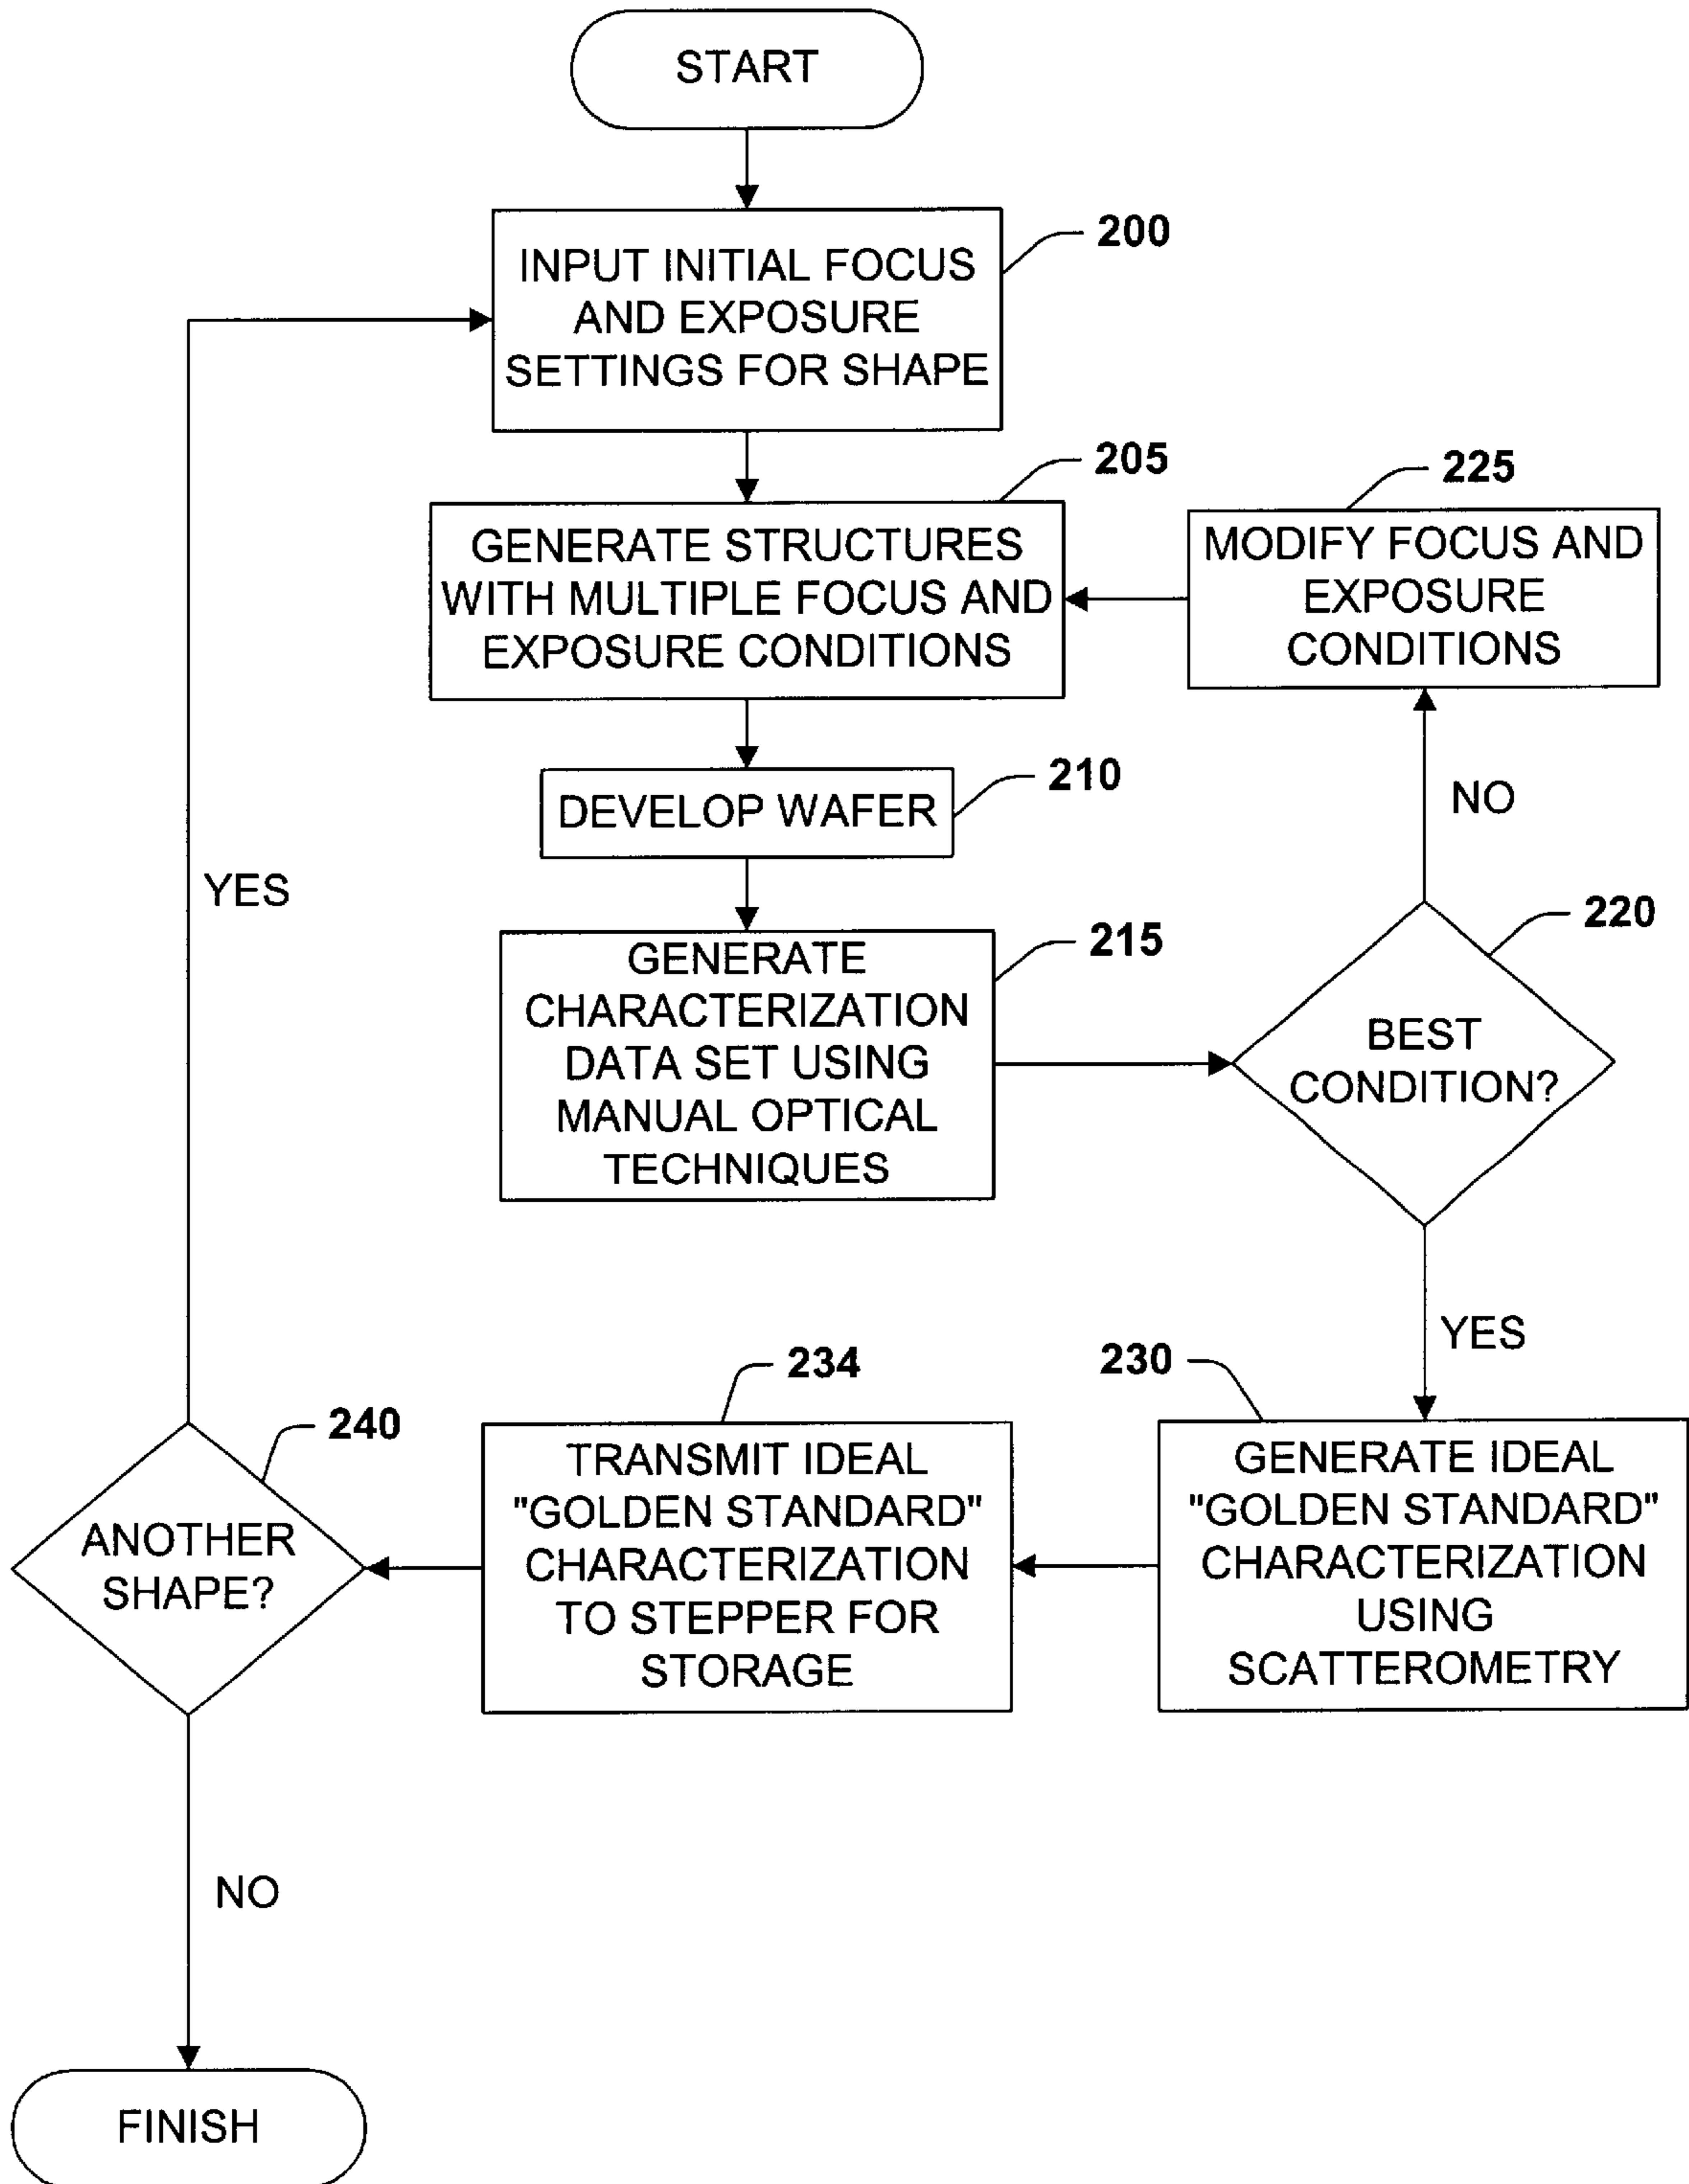 START
200
INPUT INITIAL FOCUS
AND EXPOSURE
SETTINGS FOR SHAPE
205
GENERATE STRUCTURES
WITH MULTIPLE FOCUS AND
EXPOSURE CONDITIONS
225
MODIFY FOCUS AND
EXPOSURE
CONDITIONS
210
DEVELOP WAFER
NO
YES
215
GENERATE
CHARACTERIZATION
DATA SET USING
MANUAL OPTICAL
TECHNIQUES
220
BEST
CONDITION?
YES
230
GENERATE IDEAL
"GOLDEN STANDARD"
CHARACTERIZATION
USING
SCATTEROMETRY
234
TRANSMIT IDEAL
"GOLDEN STANDARD"
CHARACTERIZATION
TO STEPPER FOR
STORAGE
240
ANOTHER
SHAPE?
NO
FINISH